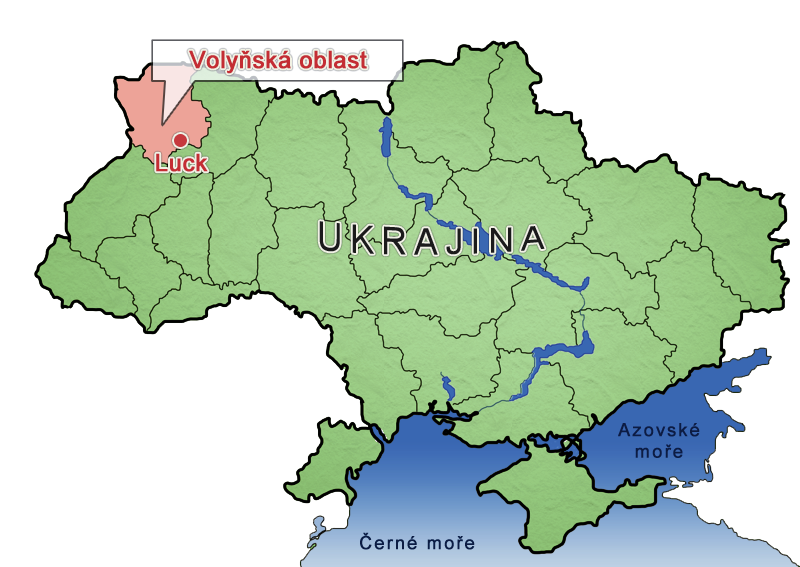 Volyňská oblast
Luck
UKRAJINA
Azovské
moře
Černé moře